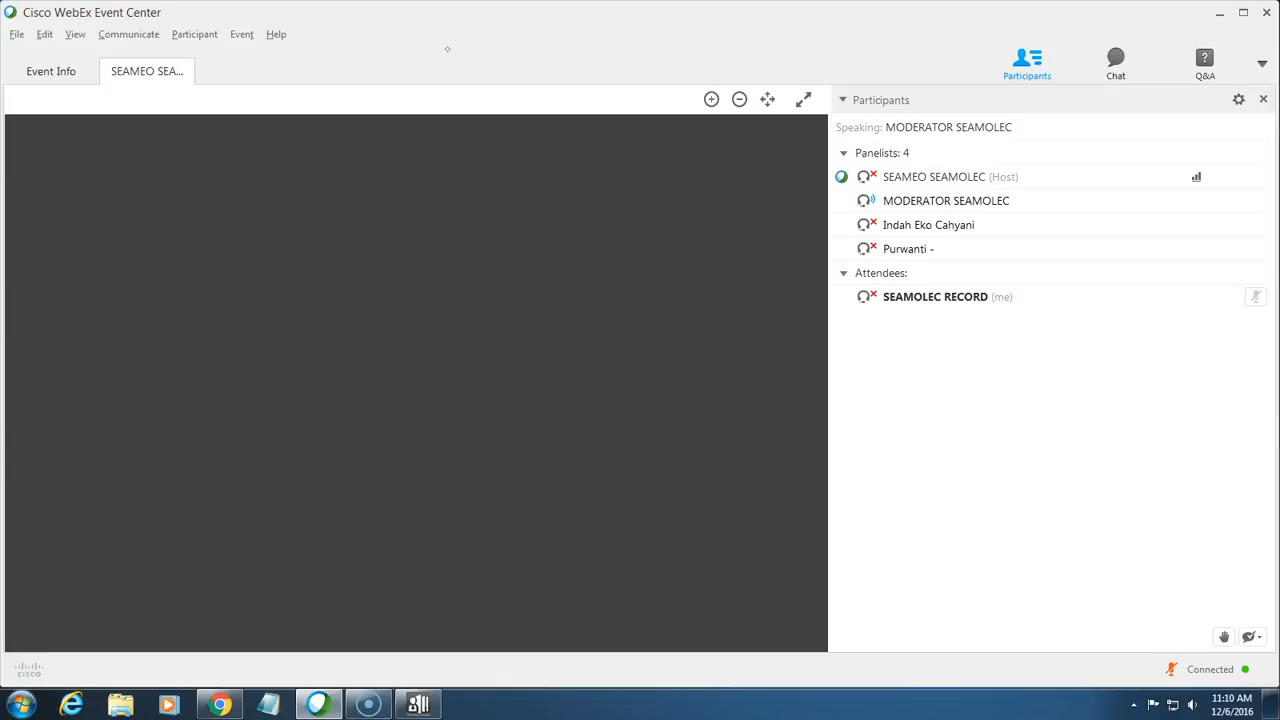 Cisco WebEx Event Center
File Edit View Communicate Participant Event Help
Event Info
SEAMEO SEA...
Participants
Chat
Q&A
Participants
Speaking: MODERATOR SEAMOLEC
Panelists: 4
SEAMEO SEAMOLEC (Host)
MODERATOR SEAMOLEC
Indah Eko Cahyani
Purwanti -
Attendees:
SEAMOLEC RECORD (me)
CISCO
Connected
11:10 AM
12/6/2016